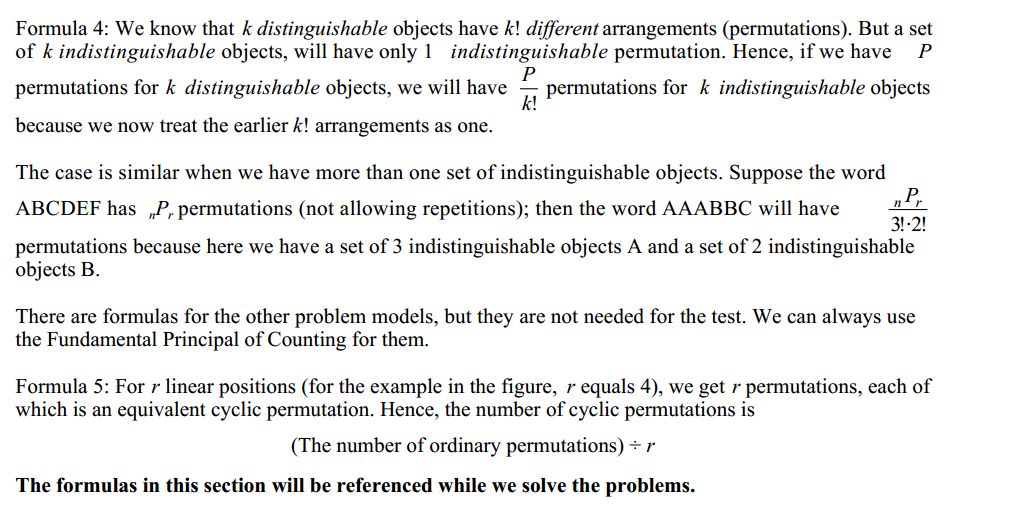 Formula 4: We know that k distinguishable objects have k! different arrangements (permutations). But a set
of k indistinguishable objects, will have only 1 indistinguishable permutation. Hence, if we have P
permutations for k distinguishable objects, we will have P/k! permutations for k indistinguishable objects
because we now treat the earlier k! arrangements as one.
The case is similar when we have more than one set of indistinguishable objects. Suppose the word
ABCDEF has ₙPᵣ permutations (not allowing repetitions); then the word AAABBC will have ₙPᵣ/3!·2!
permutations because here we have a set of 3 indistinguishable objects A and a set of 2 indistinguishable
objects B.
There are formulas for the other problem models, but they are not needed for the test. We can always use
the Fundamental Principal of Counting for them.
Formula 5: For r linear positions (for the example in the figure, r equals 4), we get r permutations, each of
which is an equivalent cyclic permutation. Hence, the number of cyclic permutations is
(The number of ordinary permutations) ÷ r
The formulas in this section will be referenced while we solve the problems.